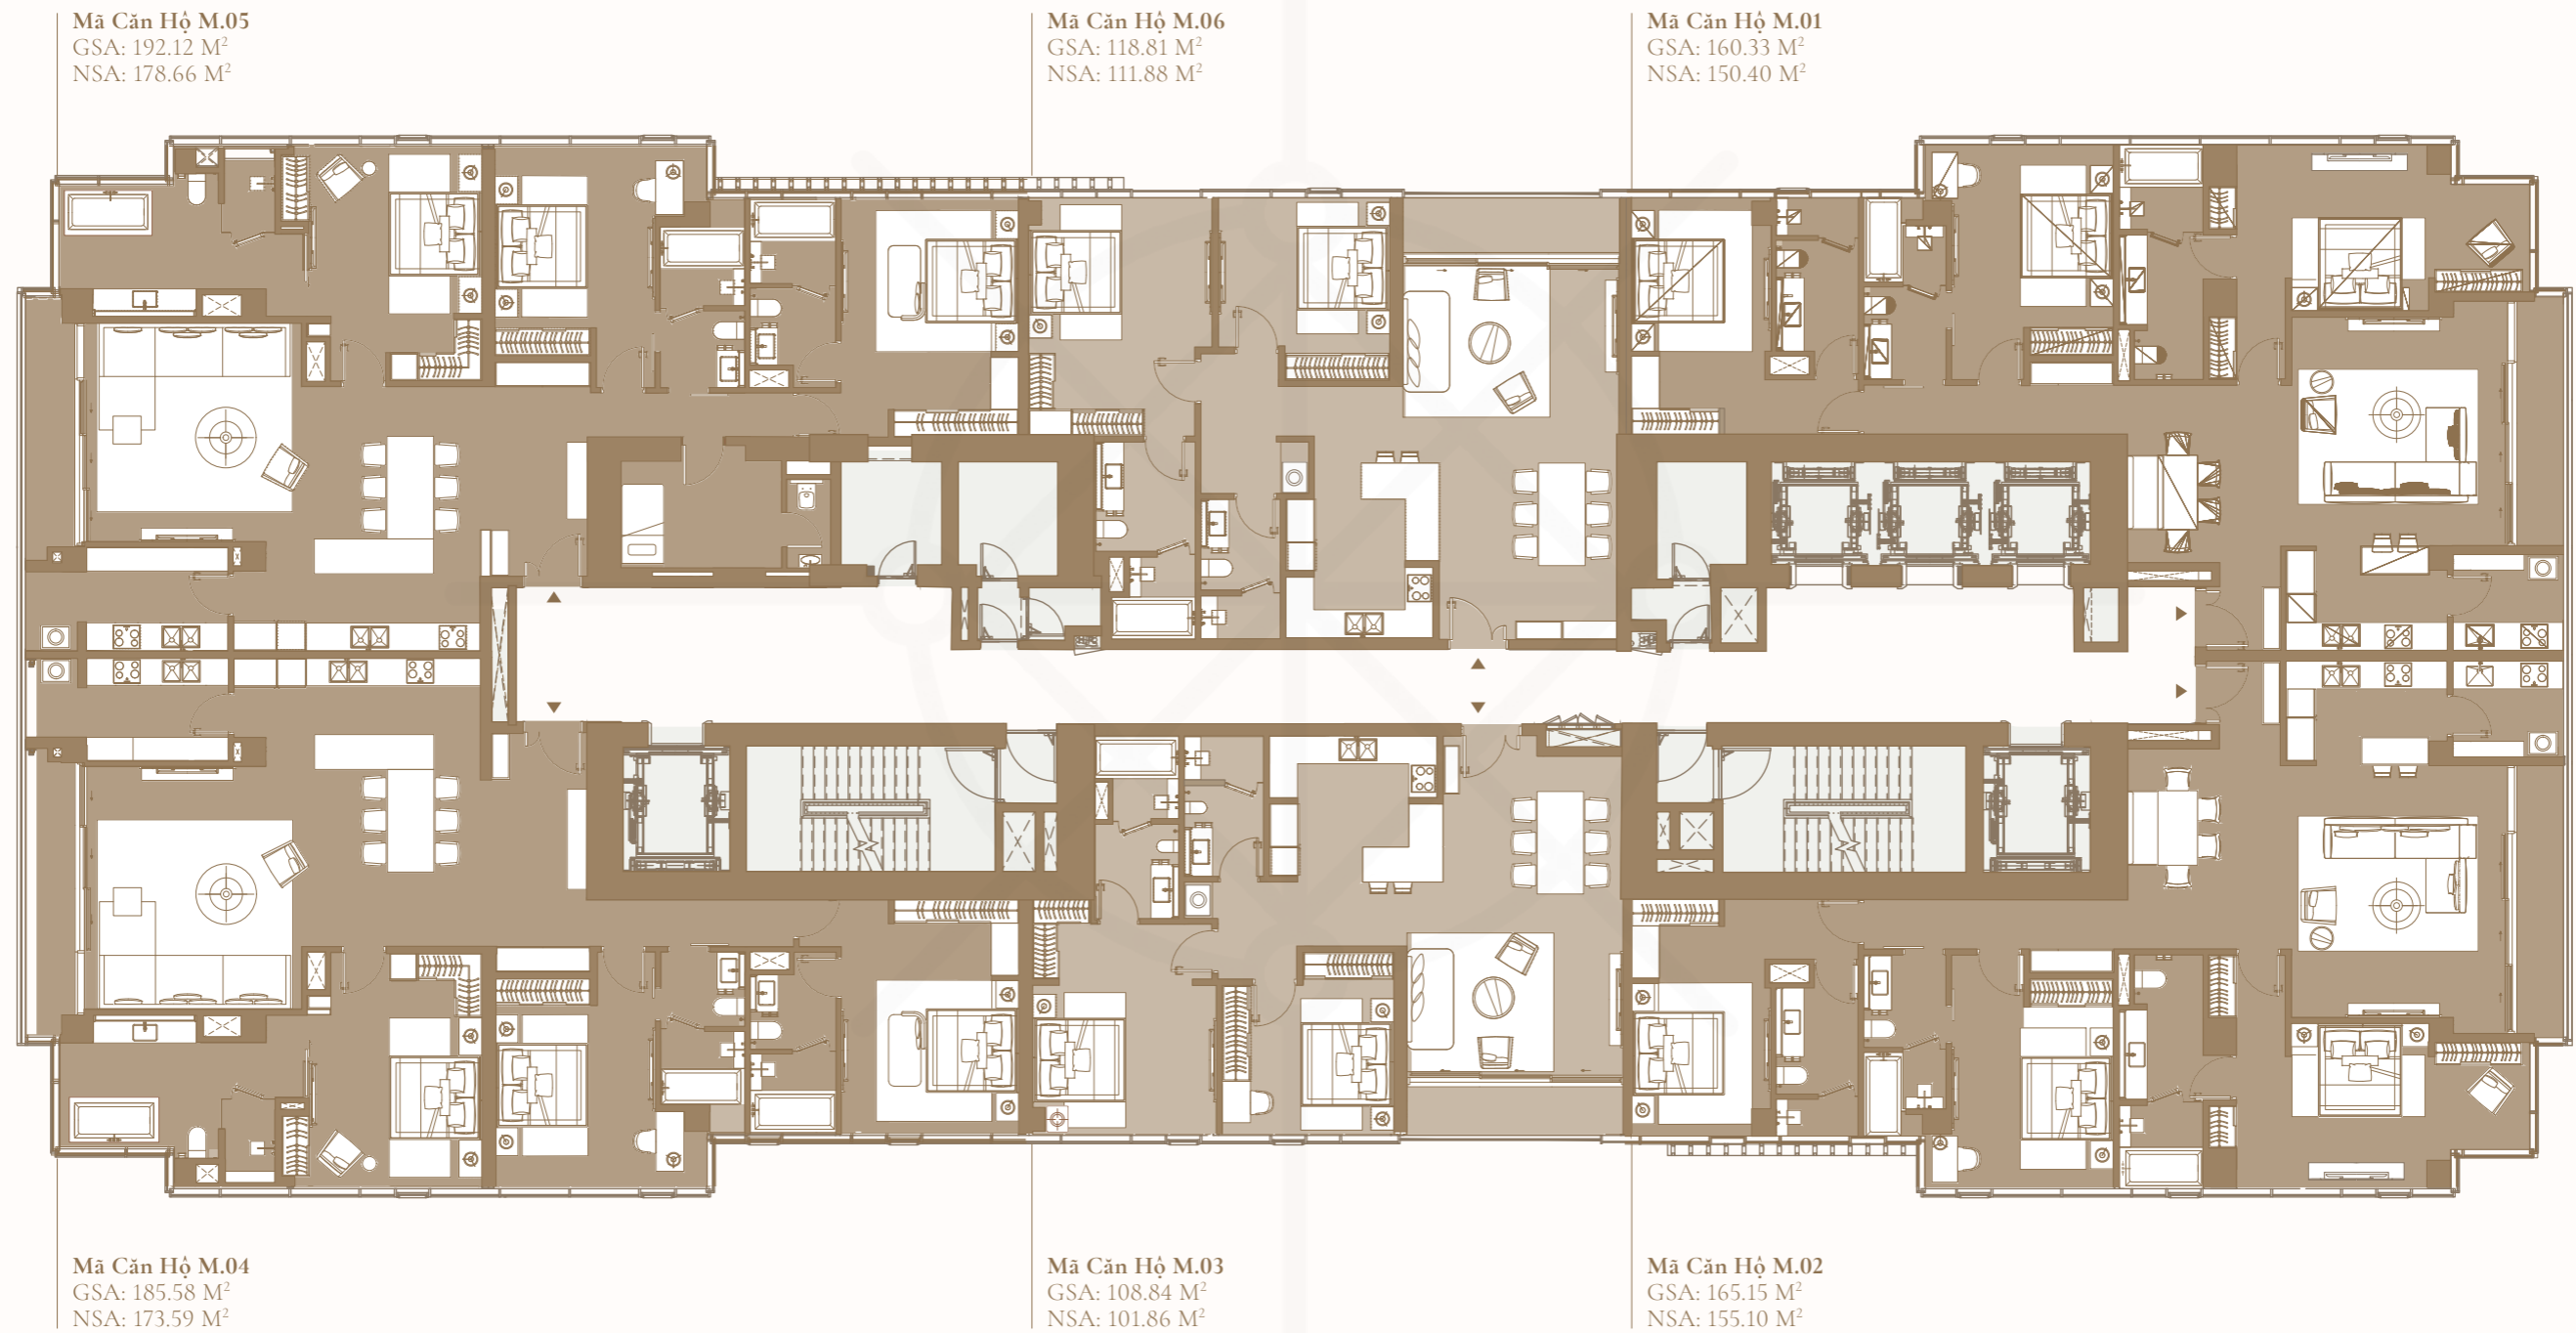 Mã Căn Hộ M.05
GSA: 192.12 M²
NSA: 178.66 M²
Mã Căn Hộ M.06
GSA: 118.81 M²
NSA: 111.88 M²
Mã Căn Hộ M.01
GSA: 160.33 M²
NSA: 150.40 M²
Mã Căn Hộ M.04
GSA: 185.58 M²
NSA: 173.59 M²
Mã Căn Hộ M.03
GSA: 108.84 M²
NSA: 101.86 M²
Mã Căn Hộ M.02
GSA: 165.15 M²
NSA: 155.10 M²